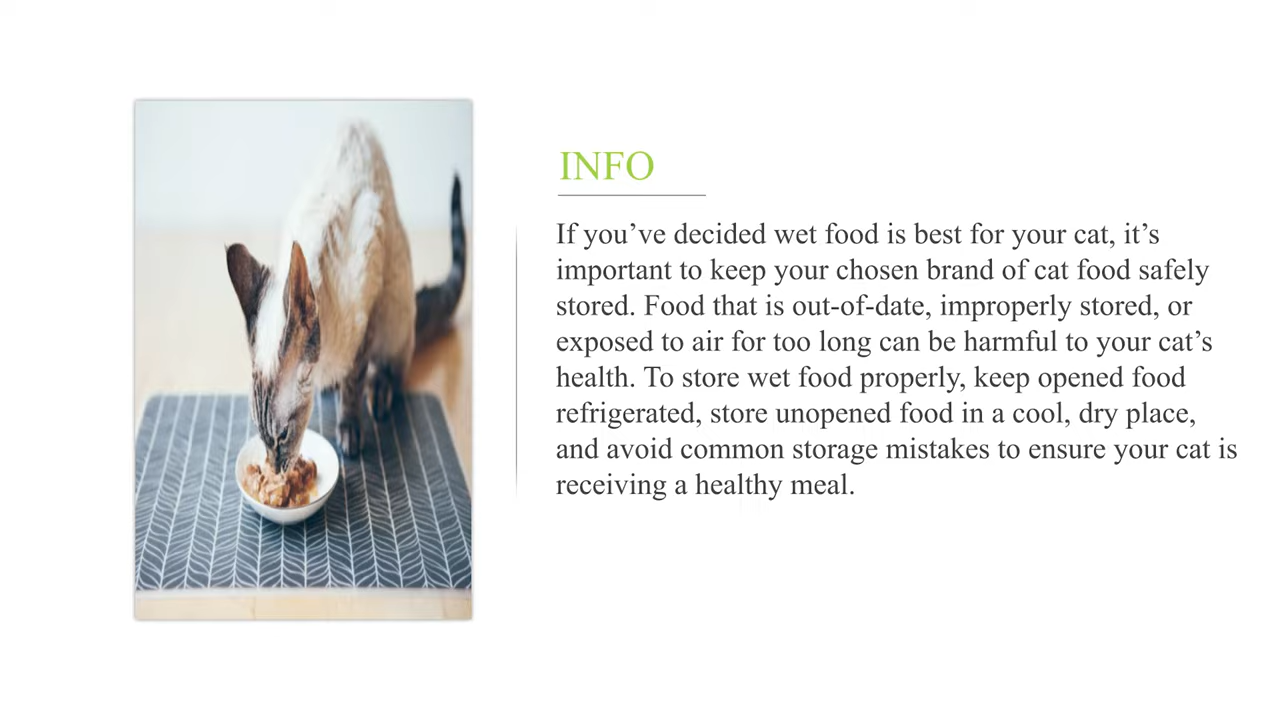 INFO
If you’ve decided wet food is best for your cat, it’s
important to keep your chosen brand of cat food safely
stored. Food that is out-of-date, improperly stored, or
exposed to air for too long can be harmful to your cat’s
health. To store wet food properly, keep opened food
refrigerated, store unopened food in a cool, dry place,
and avoid common storage mistakes to ensure your cat is
receiving a healthy meal.